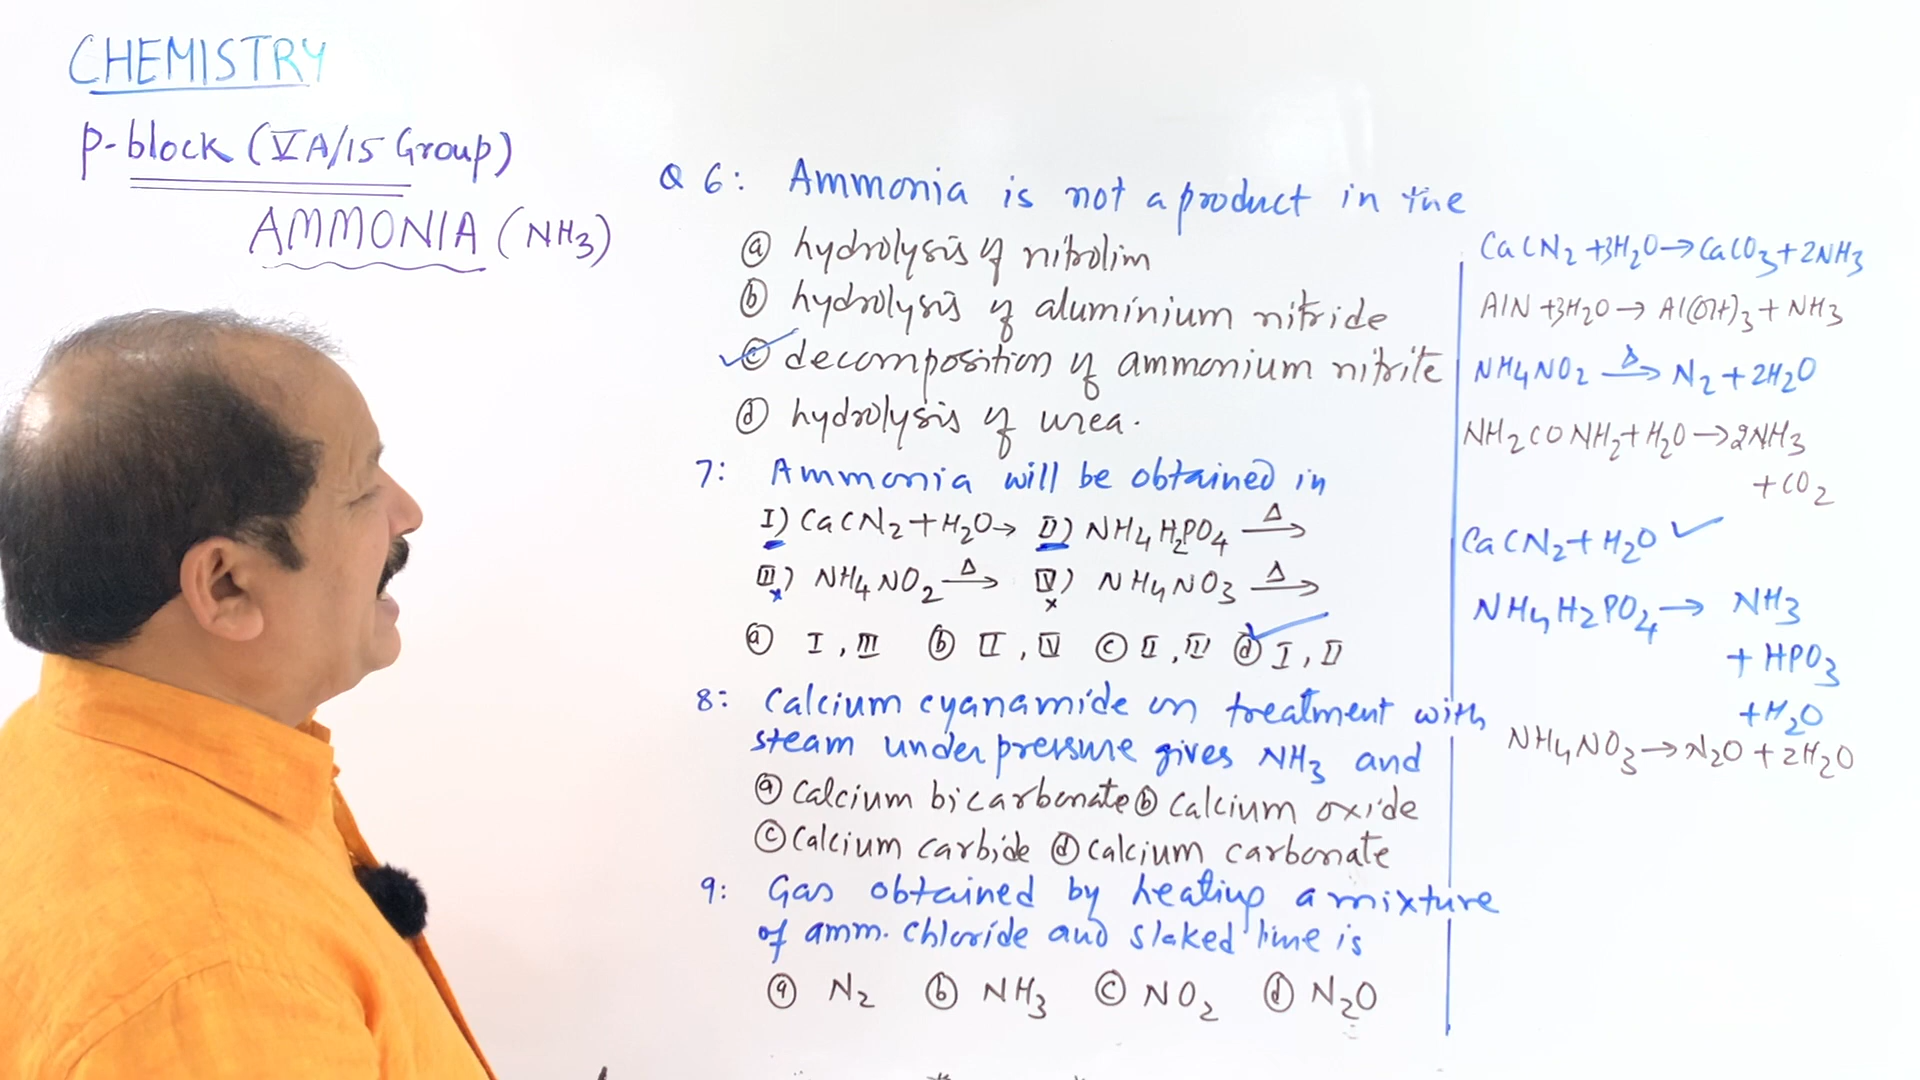 CHEMISTRY
p-block (VA/15 Group)
AMMONIA (NH3)
Q 6: Ammonia is not a product in the
(a) hydrolysis of nitrolim
(b) hydrolysis of aluminium nitride
(c) decomposition of ammonium nitrite
(d) hydrolysis of urea.
7: Ammonia will be obtained in
I) CaCN2 + H2O → II) NH4H2PO4 Δ→
III) NH4NO2 Δ→ IV) NH4NO3 Δ→
(a) I, III (b) II, IV (c) II, III (d) I, II
8: Calcium cyanamide on treatment with
steam under pressure gives NH3 and
(a) Calcium bicarbonate (b) Calcium oxide
(c) Calcium carbide (d) Calcium carbonate
9: Gas obtained by heating a mixture
of amm. chloride and slaked lime is
(a) N2 (b) NH3 (c) NO2 (d) N2O
CaCN2 + 3H2O → CaCO3 + 2NH3
AlN + 3H2O → Al(OH)3 + NH3
NH4NO2 Δ→ N2 + 2H2O
NH2CONH2 + H2O → 2NH3
+ CO2
CaCN2 + H2O ✓
NH4H2PO4 → NH3
+ HPO3
+ H2O
NH4NO3 → N2O + 2H2O